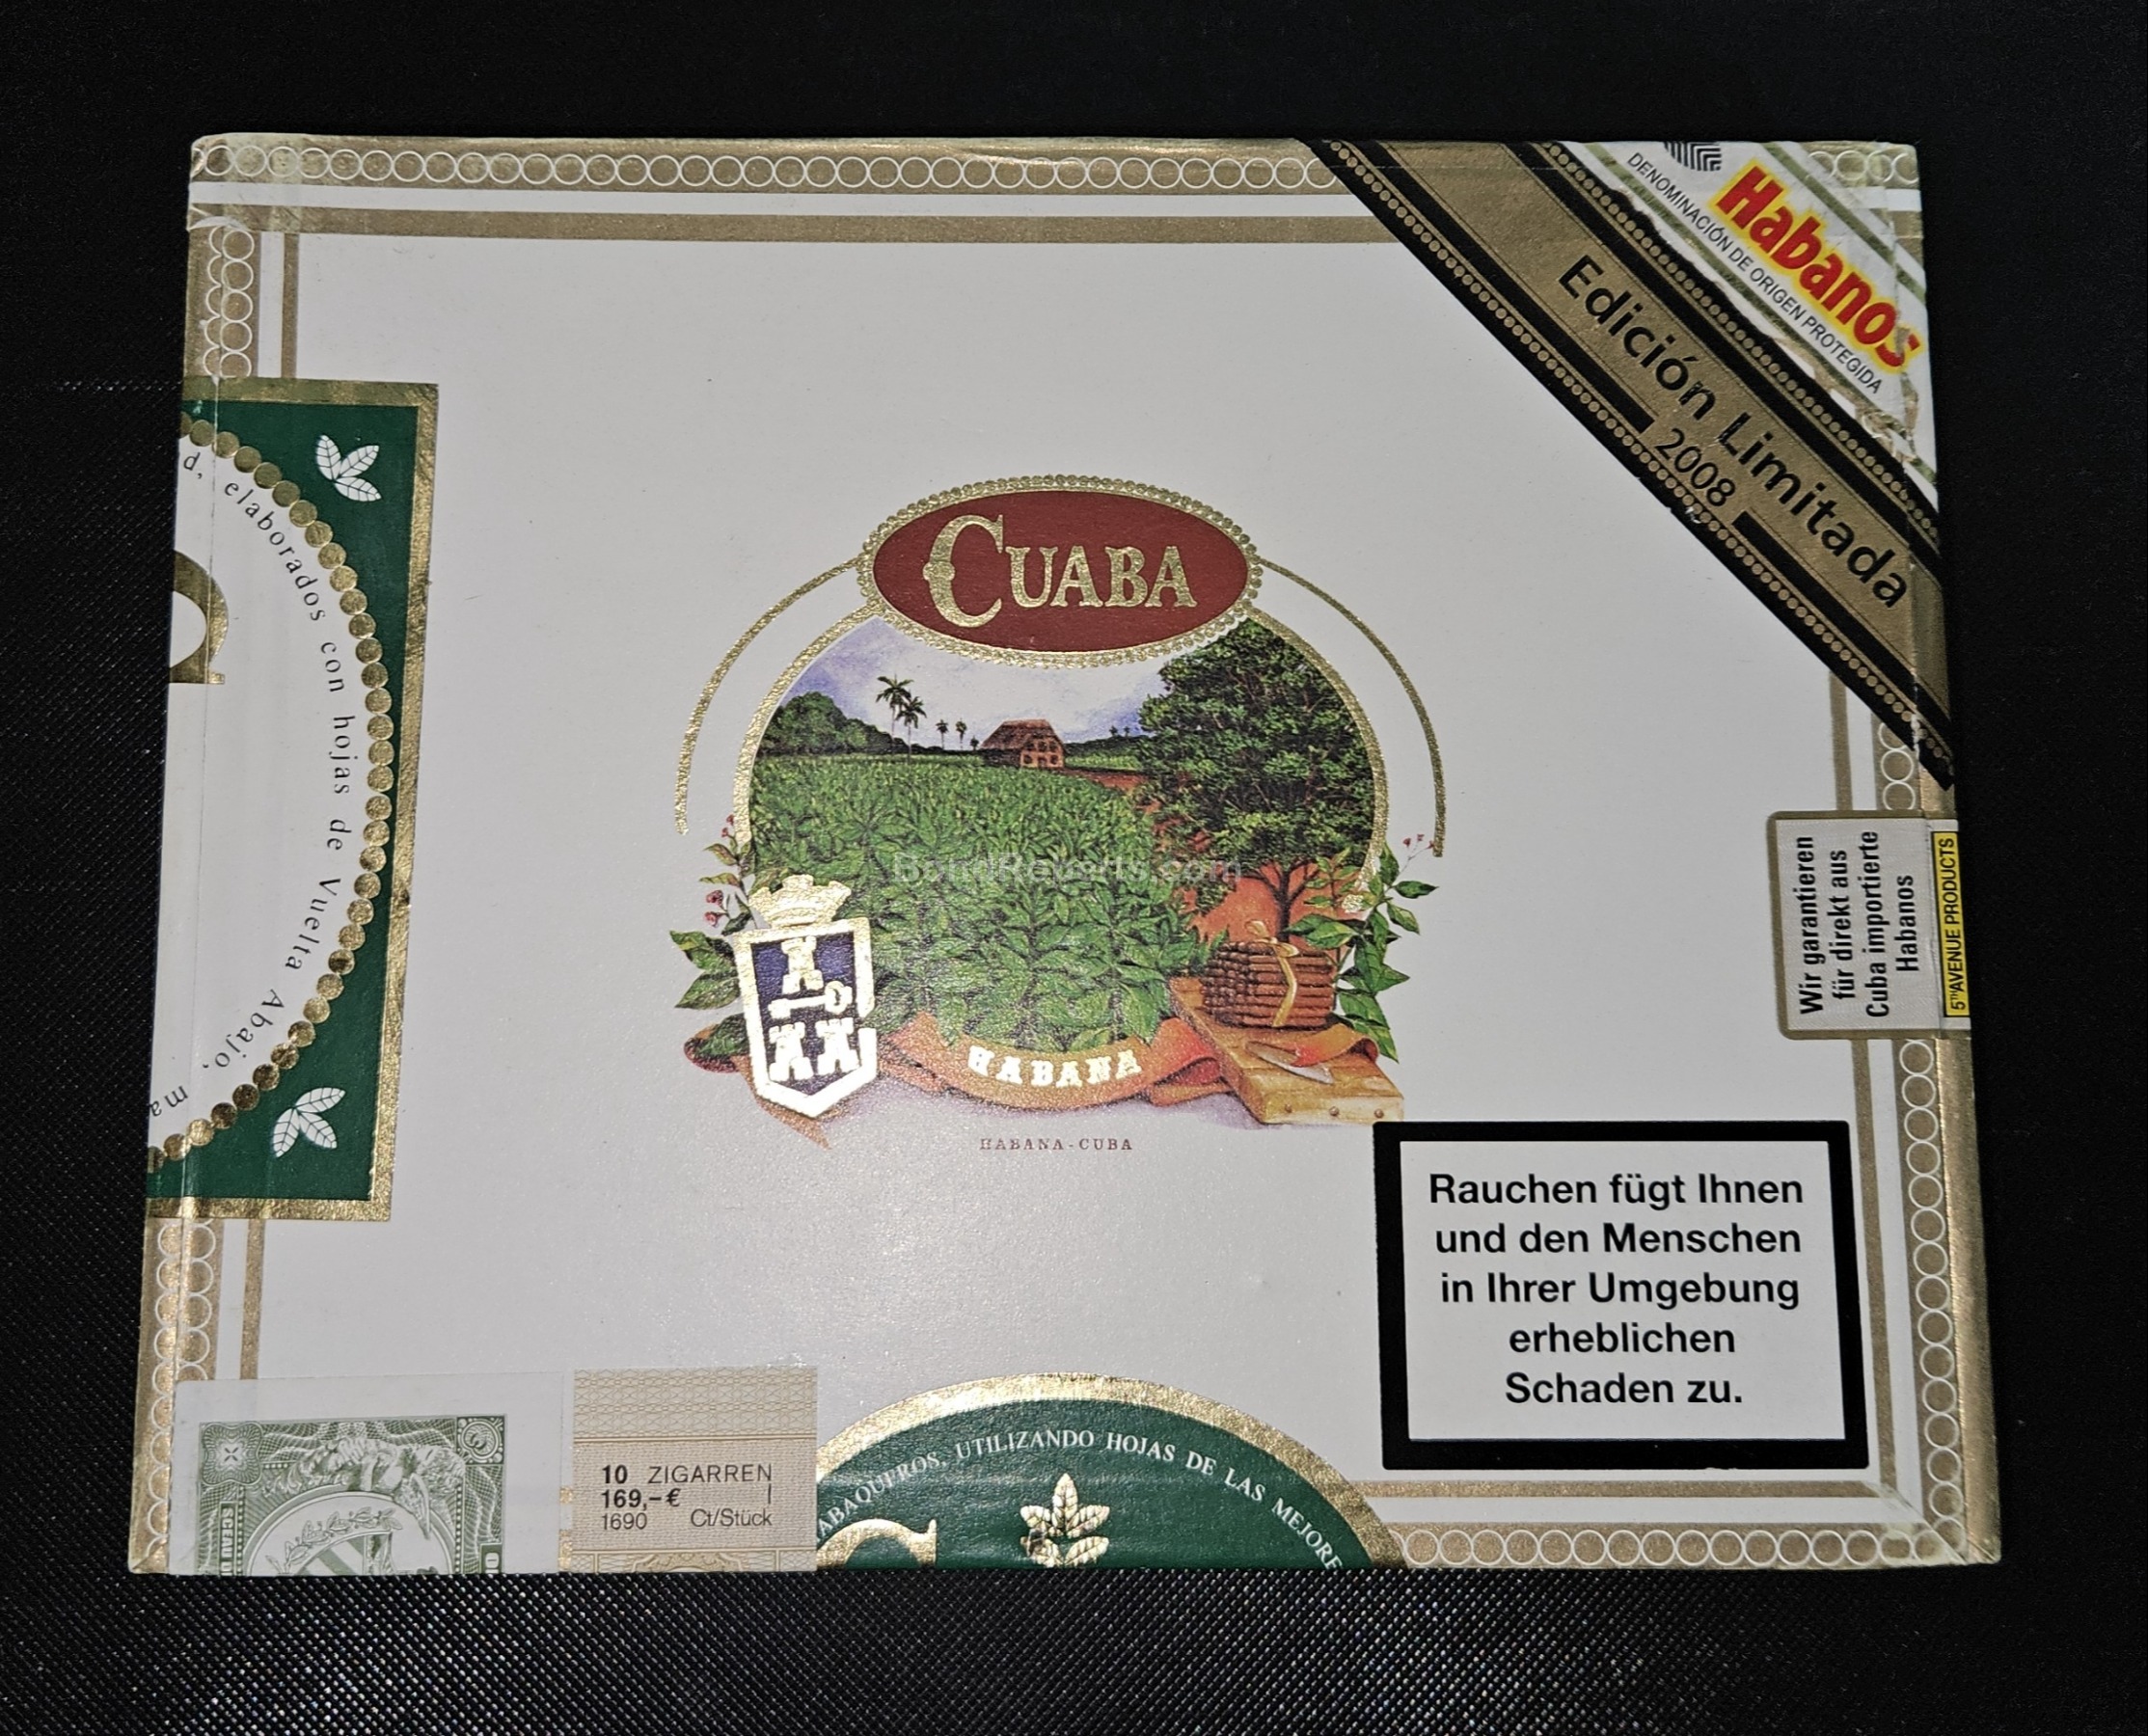 Habanos
DENOMINACIÓN DE ORIGEN PROTEGIDA
Edición Limitada
2008
CUABA
d, elaborados con hojas de Vuelta Abajo,
BandReverts.com
Wir garantieren
für direkt aus
Cuba importierte
Habanos
5TH AVENUE PRODUCTS
HABANA
HABANA-CUBA
Rauchen fügt Ihnen
und den Menschen
in Ihrer Umgebung
erheblichen
Schaden zu.
10 ZIGARREN
169,-€
1690 Ct/Stück
UTILIZANDO HOJAS DE LAS